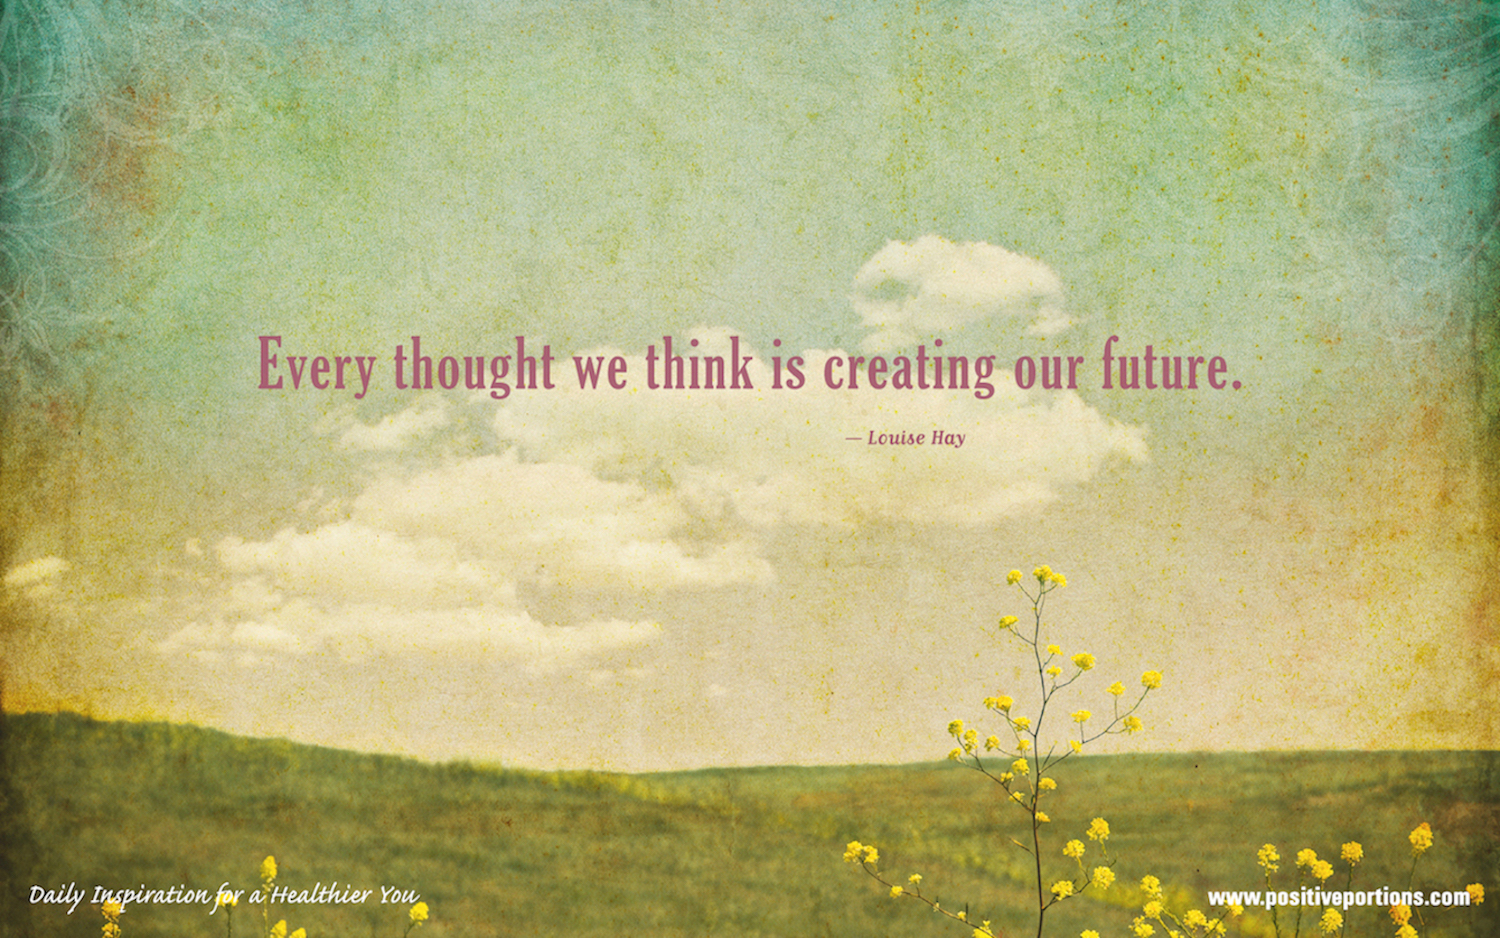 Every thought we think is creating our future.
— Louise Hay
Daily Inspiration for a Healthier You
www.positiveportions.com